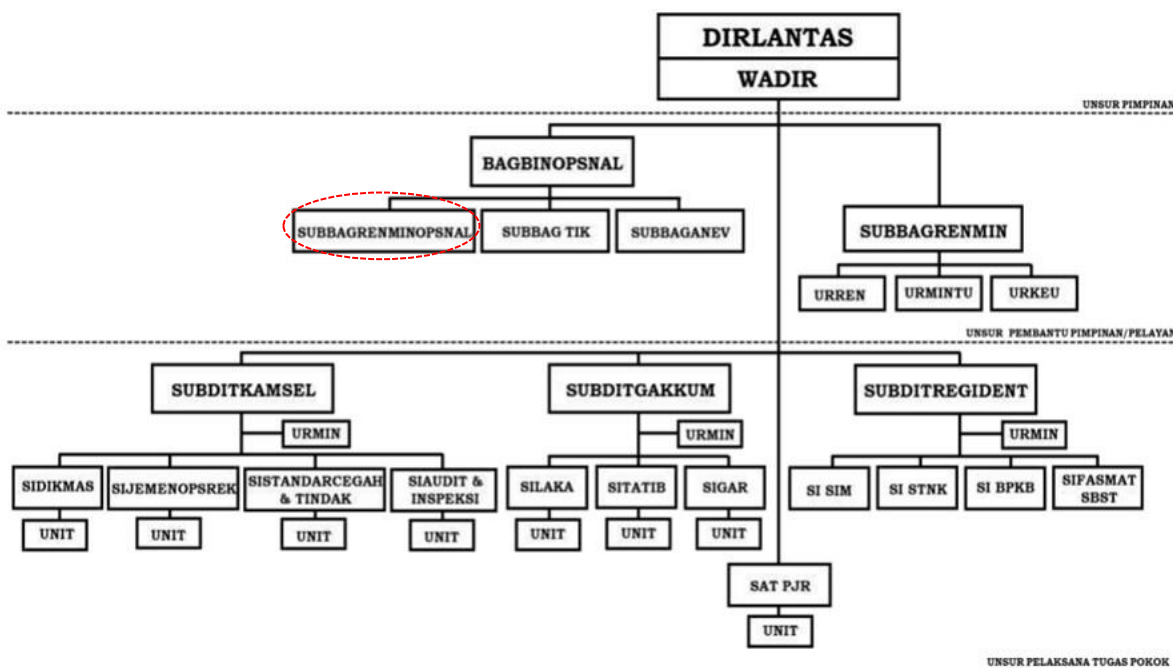 DIRLANTAS
WADIR
UNSUR PIMPINAN
BAGBINOPSNAL
SUBBAGRENMINOPSNAL
SUBBAG TIK
SUBBAGANEV
SUBBAGRENMIN
URREN
URMINTU
URKEU
UNSUR PEMBANTU PIMPINAN/PELAYAN
SUBDITKAMSEL
SUBDITGAKKUM
SUBDITREGIDENT
URMIN
URMIN
URMIN
SIDIKMAS
SIJEMENOPSREK
SISTANDARCEGAH
& TINDAK
SIAUDIT &
INSPEKSI
SILAKA
SITATIB
SIGAR
SI SIM
SI STNK
SI BPKB
SIFASMAT
SBST
UNIT
UNIT
UNIT
UNIT
UNIT
UNIT
UNIT
SAT PJR
UNIT
UNSUR PELAKSANA TUGAS POKOK